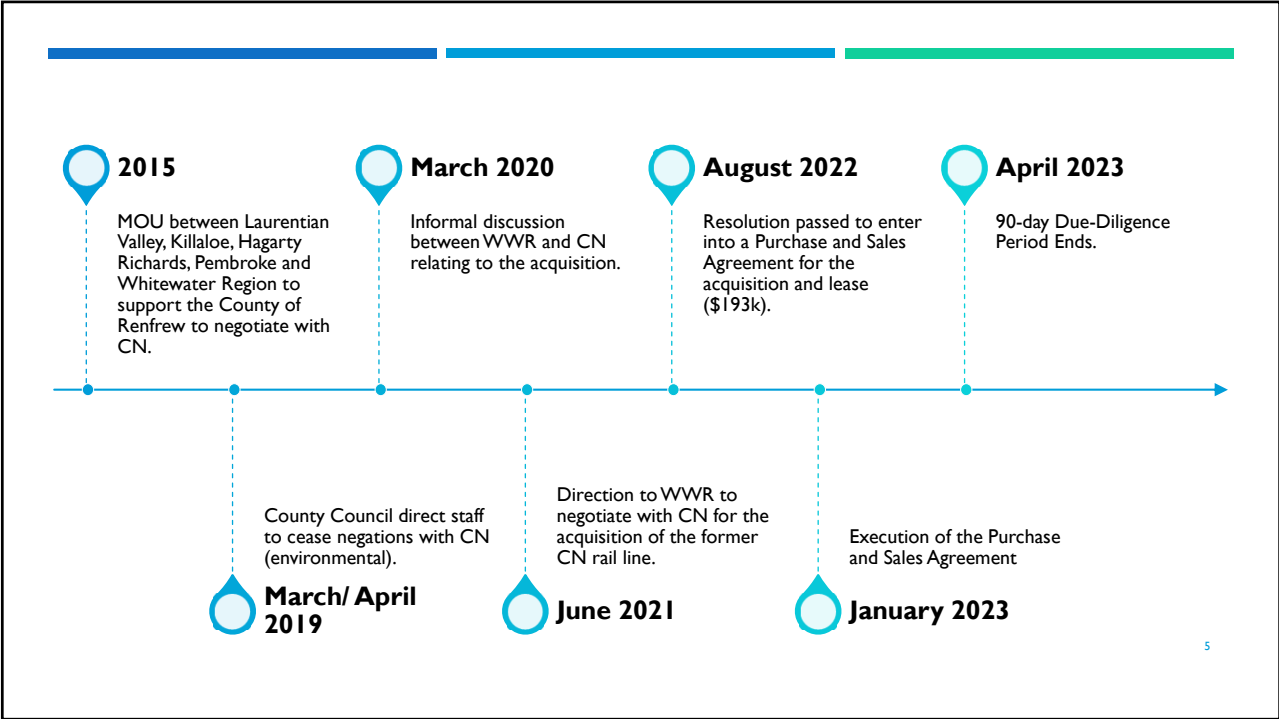 2015
MOU between Laurentian
Valley, Killaloe, Hagarty
Richards, Pembroke and
Whitewater Region to
support the County of
Renfrew to negotiate with
CN.
March/ April
2019
County Council direct staff
to cease negations with CN
(environmental).
March 2020
Informal discussion
between WWR and CN
relating to the acquisition.
June 2021
Direction to WWR to
negotiate with CN for the
acquisition of the former
CN rail line.
August 2022
Resolution passed to enter
into a Purchase and Sales
Agreement for the
acquisition and lease
($193k).
January 2023
Execution of the Purchase
and Sales Agreement
April 2023
90-day Due-Diligence
Period Ends.
5